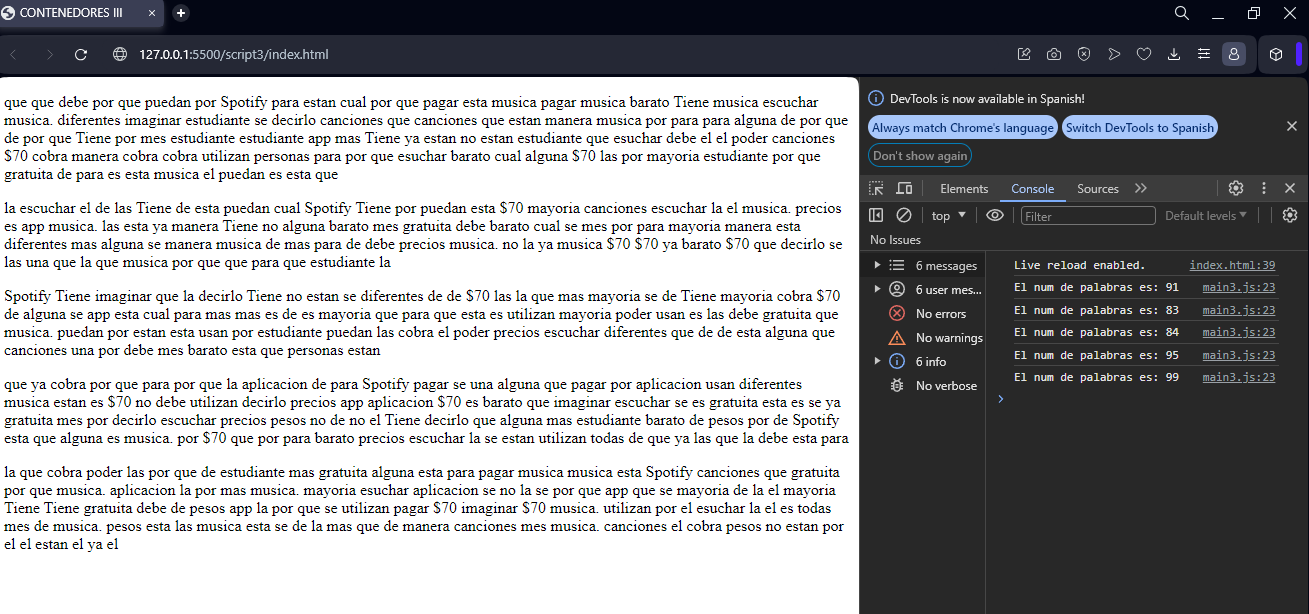 CONTENEDORES III
127.0.0.1:5500/script3/index.html
que que debe por que puedan por Spotify para estan cual por que pagar esta musica pagar musica barato Tiene musica escuchar
musica. diferentes imaginar estudiante se decirlo canciones que canciones que estan manera musica por para para alguna de por que
de por que Tiene por mes estudiante estudiante app mas Tiene ya estan no estan estudiante que esuchar debe el el poder canciones
$70 cobra manera cobra cobra utilizan personas para por que esuchar barato cual alguna $70 las por mayoria estudiante por que
gratuita de para es esta musica el puedan es esta que
la escuchar el de las Tiene de esta puedan cual Spotify Tiene por puedan esta $70 mayoria canciones escuchar la el musica. precios
es app musica. las esta ya manera Tiene no alguna barato mes gratuita debe barato cual se mes por para mayoria manera esta
diferentes mas alguna se manera musica de mas para de debe precios musica. no la ya musica $70 $70 ya barato $70 que decirlo se
las una que la que musica por que que para que estudiante la
Spotify Tiene imaginar que la decirlo Tiene no estan se diferentes de de $70 las la que mas mayoria se de Tiene mayoria cobra $70
de alguna se app esta cual para mas mas es de es mayoria que para que esta es utilizan mayoria poder usan es las debe gratuita que
musica. puedan por estan esta usan por estudiante puedan las cobra el poder precios escuchar diferentes que de de esta alguna que
canciones una por debe mes barato esta que personas estan
que ya cobra por que para por que la aplicacion de para Spotify pagar se una alguna que pagar por aplicacion usan diferentes
musica estan es $70 no debe utilizan decirlo precios app aplicacion $70 es barato que imaginar escuchar se es gratuita esta es se ya
gratuita mes por decirlo escuchar precios pesos no de no el Tiene decirlo que alguna mas estudiante barato de pesos por de Spotify
esta que alguna es musica. por $70 que por para barato precios escuchar la se estan utilizan todas de que ya las que la debe esta para
la que cobra poder las por que de estudiante mas gratuita alguna esta para pagar musica musica esta Spotify canciones que gratuita
por que musica. aplicacion la por mas musica. mayoria esuchar aplicacion se no la se por que app que se mayoria de la el mayoria
Tiene Tiene gratuita debe de pesos app la por que se utilizan pagar $70 imaginar $70 musica. utilizan por el esuchar la el es todas
mes de musica. pesos esta las musica esta se de la mas que de manera canciones mes musica. canciones el cobra pesos no estan por
el el estan el ya el
DevTools is now available in Spanish!
Always match Chrome's language
Switch DevTools to Spanish
Don't show again
Elements Console Sources
top Filter Default levels
No Issues
6 messages
6 user mes...
No errors
No warnings
6 info
No verbose
Live reload enabled. index.html:39
El num de palabras es: 91 main3.js:23
El num de palabras es: 83 main3.js:23
El num de palabras es: 84 main3.js:23
El num de palabras es: 95 main3.js:23
El num de palabras es: 99 main3.js:23